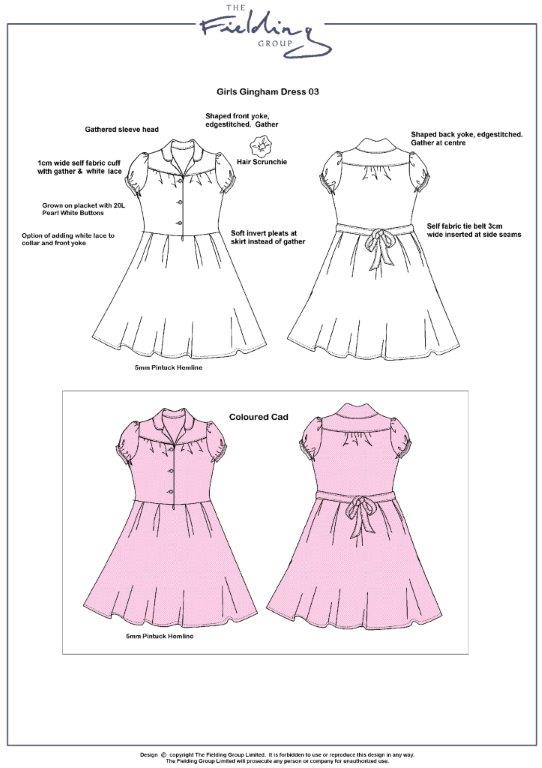 THE
Fielding
GROUP
Girls Gingham Dress 03
Shaped front yoke,
edgestitched. Gather
Gathered sleeve head
Shaped back yoke, edgestitched.
Gather at centre
Hair Scrunchie
1cm wide self fabric cuff
with gather & white lace
Grown on placket with 20L
Pearl White Buttons
Self fabric tie belt 3cm
wide inserted at side seams
Option of adding white lace to
collar and front yoke
Soft invert pleats at
skirt instead of gather
5mm Pintuck Hemline
Coloured Cad
5mm Pintuck Hemline
Design © copyright The Fielding Group Limited. It is forbidden to use or reproduce this design in any way.
The Fielding Group Limited will prosecute any person or company for unauthorized use.